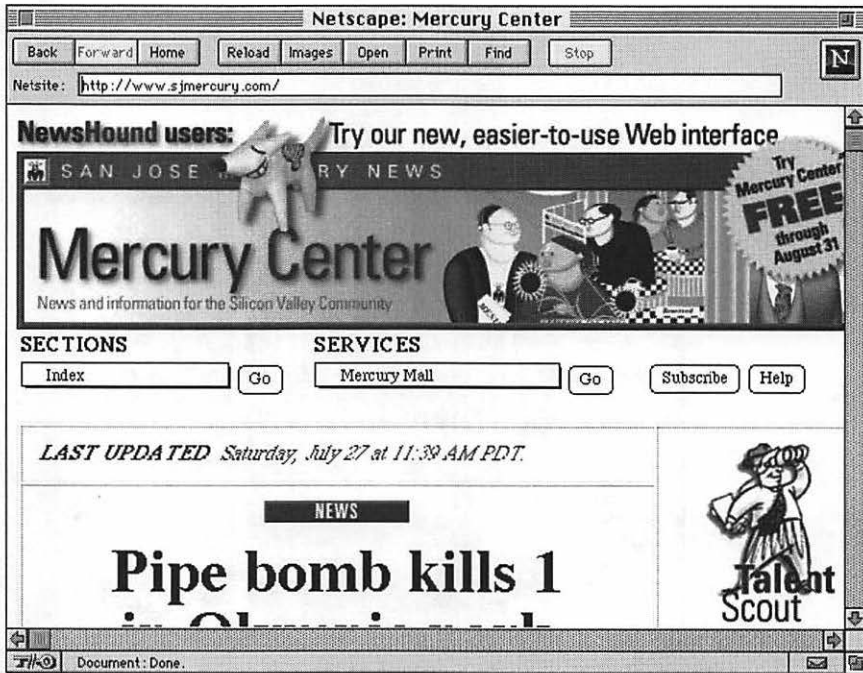 Netscape: Mercury Center
Back Forward Home Reload Images Open Print Find Stop
N
Netsite: http://www.sjmercury.com/
NewsHound users: Try our new, easier-to-use Web interface
SAN JOSE RY NEWS
Try
Mercury Center
FREE
through
August 31
Mercury Center
News and information for the Silicon Valley Community
SECTIONS SERVICES
Index Go Mercury Mall Go Subscribe Help
LAST UPDATED Saturday, July 27 at 11:39 AM PDT.
NEWS
Pipe bomb kills 1
Talent
Scout
Document: Done.